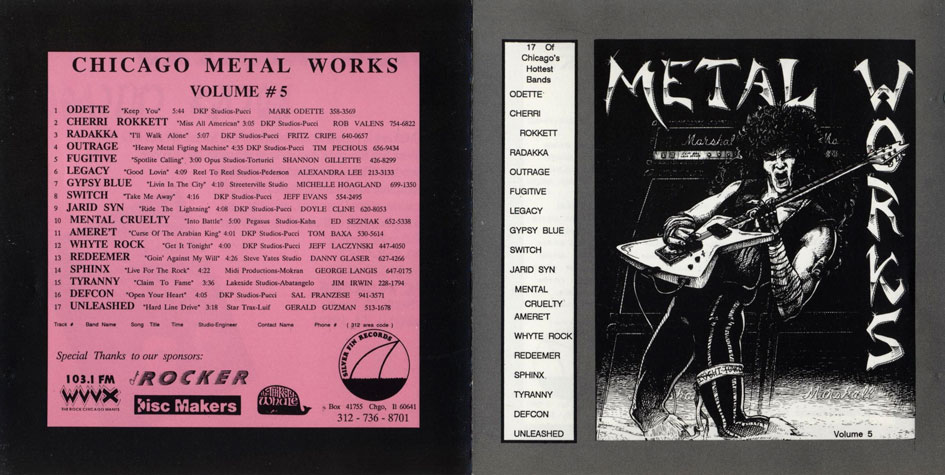 CHICAGO METAL WORKS
VOLUME # 5
1 ODETTE "Keep You" 5:44 DKP Studios-Pucci MARK ODETTE 358-3569
2 CHERRI ROKKETT "Miss All American" 3:05 DKP Studios-Pucci ROB VALENS 754-6822
3 RADAKKA "I'll Walk Alone" 5:07 DKP Studios-Pucci FRITZ CRIPE 640-0657
4 OUTRAGE "Heavy Metal Figting Machine" 4:35 DKP Studios-Pucci TIM PECHOUS 656-9434
5 FUGITIVE "Spotlite Calling" 3:00 Opus Studios-Torturici SHANNON GILLETTE 426-8299
6 LEGACY "Good Lovin" 4:09 Reel To Reel Studios-Pederson ALEXANDRA LEE 213-3133
7 GYPSY BLUE "Livin In The City" 4:10 Streeterville Studio MICHELLE HOAGLAND 699-1350
8 SWITCH "Take Me Away" 4:16 DKP Studios-Pucci JEFF EVANS 554-2495
9 JARID SYN "Ride The Lightning" 4:08 DKP Studios-Pucci DOYLE CLINE 620-8053
10 MENTAL CRUELTY "Into Battle" 5:00 Pegasus Studios-Kahn ED SEZNIAK 652-5338
11 AMERE'T "Curse Of The Arabian King" 4:01 DKP Studios-Pucci TOM BAXA 530-5614
12 WHYTE ROCK "Get It Tonight" 4:00 DKP Studios-Pucci JEFF LACZYNSKI 447-4050
13 REDEEMER "Goin' Against My Will" 4:26 Steve Yates Studio DANNY GLASER 627-4266
14 SPHINX "Live For The Rock" 4:22 Midi Productions-Mokran GEORGE LANGIS 647-0175
15 TYRANNY "Claim To Fame" 3:36 Lakeside Studios-Abatangelo JIM IRWIN 228-1794
16 DEFCON "Open Your Heart" 4:05 DKP Studios-Pucci SAL FRANZESE 941-3571
17 UNLEASHED "Hard Line Drive" 3:18 Star Trax-Luif GERALD GUZMAN 513-1678
Track # Band Name Song Title Time Studio-Engineer Contact Name Phone # ( 312 area code )
Special Thanks to our sponsors:
103.1 FM
WVVX
THE ROCK CHICAGO WANTS
ROCKER
Disc Makers
THE THIRSTY WHALE
SILVER FIN RECORDS
Box 41755 Chgo, Il 60641
312 - 736 - 8701
17 Of
Chicago's
Hottest
Bands
ODETTE
CHERRI
ROKKETT
RADAKKA
OUTRAGE
FUGITIVE
LEGACY
GYPSY BLUE
SWITCH
JARID SYN
MENTAL
CRUELTY
AMERE'T
WHYTE ROCK
REDEEMER
SPHINX
TYRANNY
DEFCON
UNLEASHED
METAL
WORKS
Marshall
Marshall
Volume 5